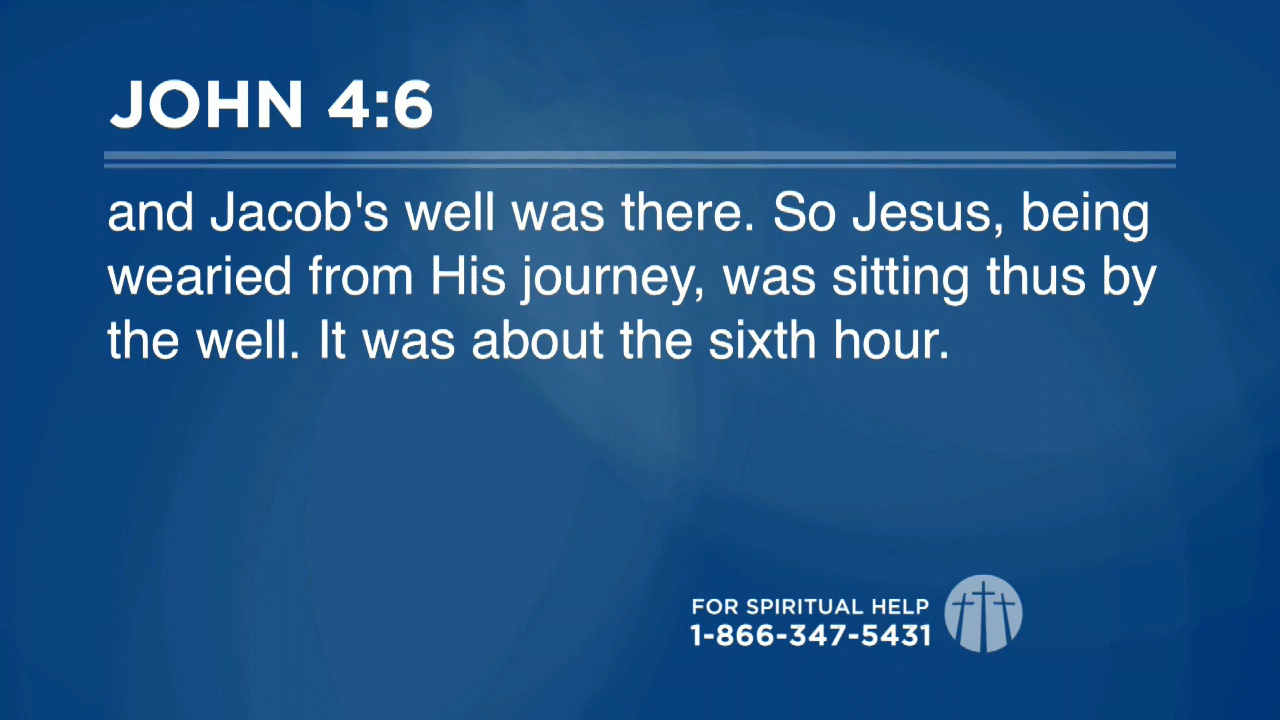 JOHN 4:6
and Jacob's well was there. So Jesus, being
wearied from His journey, was sitting thus by
the well. It was about the sixth hour.
FOR SPIRITUAL HELP
1-866-347-5431